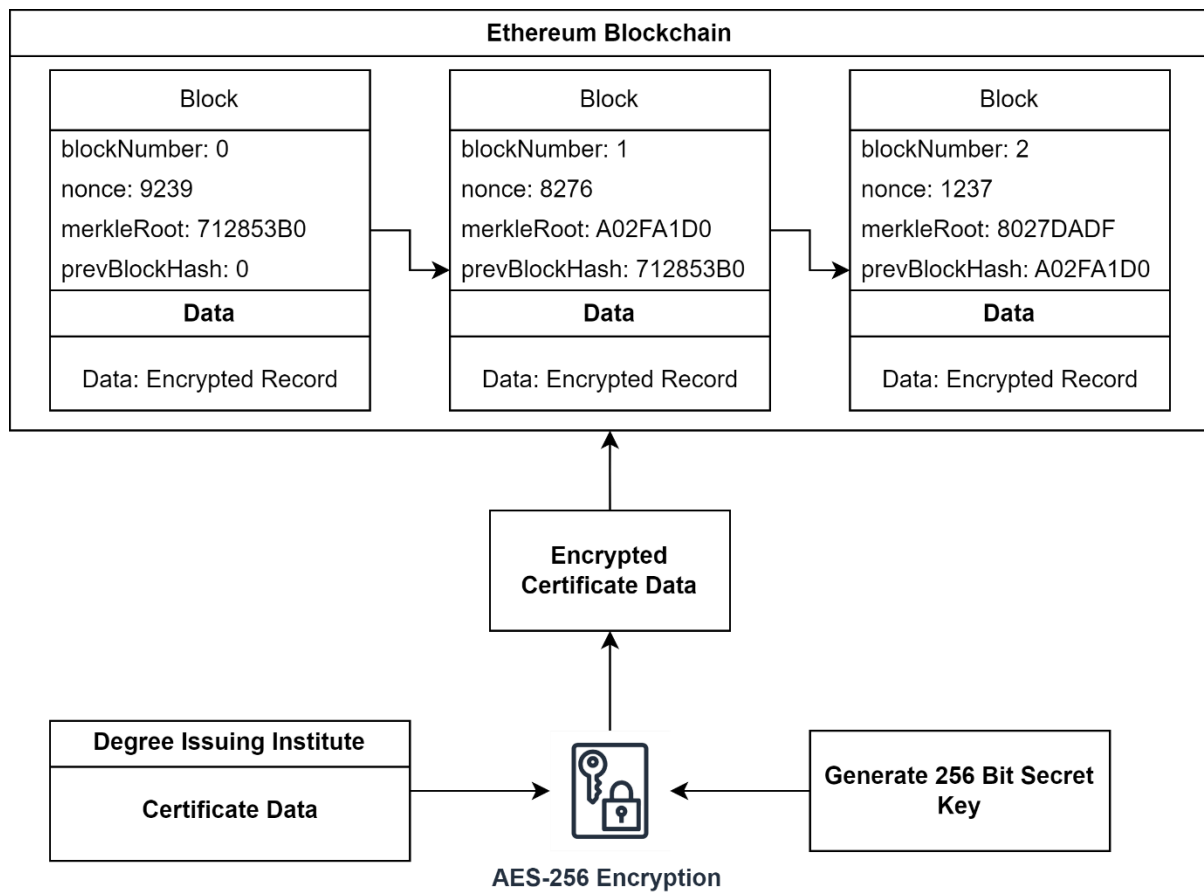 Ethereum Blockchain
Block
blockNumber: 0
nonce: 9239
merkleRoot: 712853B0
prevBlockHash: 0
Data
Data: Encrypted Record
Block
blockNumber: 1
nonce: 8276
merkleRoot: A02FA1D0
prevBlockHash: 712853B0
Data
Data: Encrypted Record
Block
blockNumber: 2
nonce: 1237
merkleRoot: 8027DADF
prevBlockHash: A02FA1D0
Data
Data: Encrypted Record
Encrypted
Certificate Data
Degree Issuing Institute
Certificate Data
Generate 256 Bit Secret
Key
AES-256 Encryption